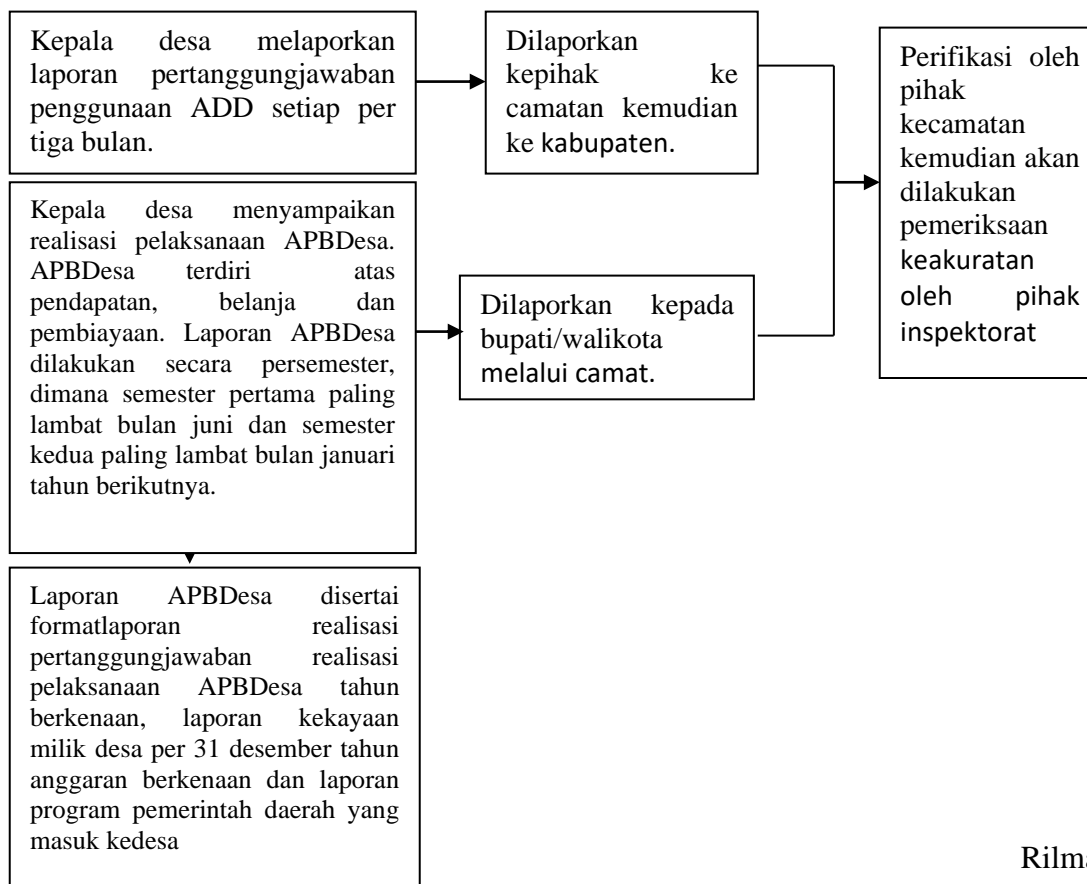 Kepala desa melaporkan
laporan pertanggungjawaban
penggunaan ADD setiap per
tiga bulan.
Dilaporkan
kepihak ke
camatan kemudian
ke kabupaten.
Perifikasi oleh
pihak
kecamatan
kemudian akan
dilakukan
pemeriksaan
keakuratan
oleh pihak
inspektorat
Kepala desa menyampaikan
realisasi pelaksanaan APBDesa.
APBDesa terdiri atas
pendapatan, belanja dan
pembiayaan. Laporan APBDesa
dilakukan secara persemester,
dimana semester pertama paling
lambat bulan juni dan semester
kedua paling lambat bulan januari
tahun berikutnya.
Dilaporkan kepada
bupati/walikota
melalui camat.
Laporan APBDesa disertai
formatlaporan realisasi
pertanggungjawaban realisasi
pelaksanaan APBDesa tahun
berkenaan, laporan kekayaan
milik desa per 31 desember tahun
anggaran berkenaan dan laporan
program pemerintah daerah yang
masuk kedesa